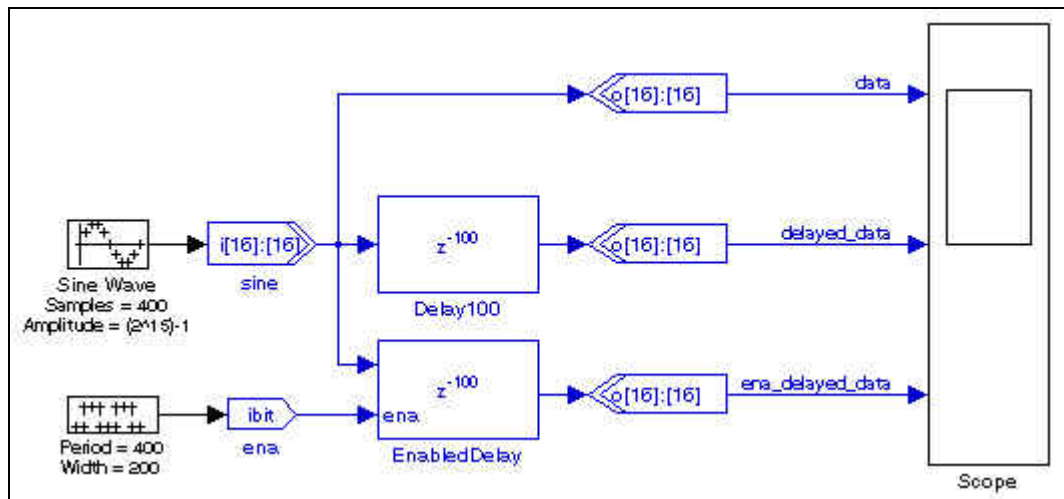 data
o[16]:[16]
z-100
i[16]:[16]
o[16]:[16]
delayed_data
Sine Wave
Samples = 400
Amplitude = (2^15)-1
sine
Delay100
z-100
ibit
ena
o[16]:[16]
ena_delayed_data
Period = 400
Width = 200
ena
EnabledDelay
Scope